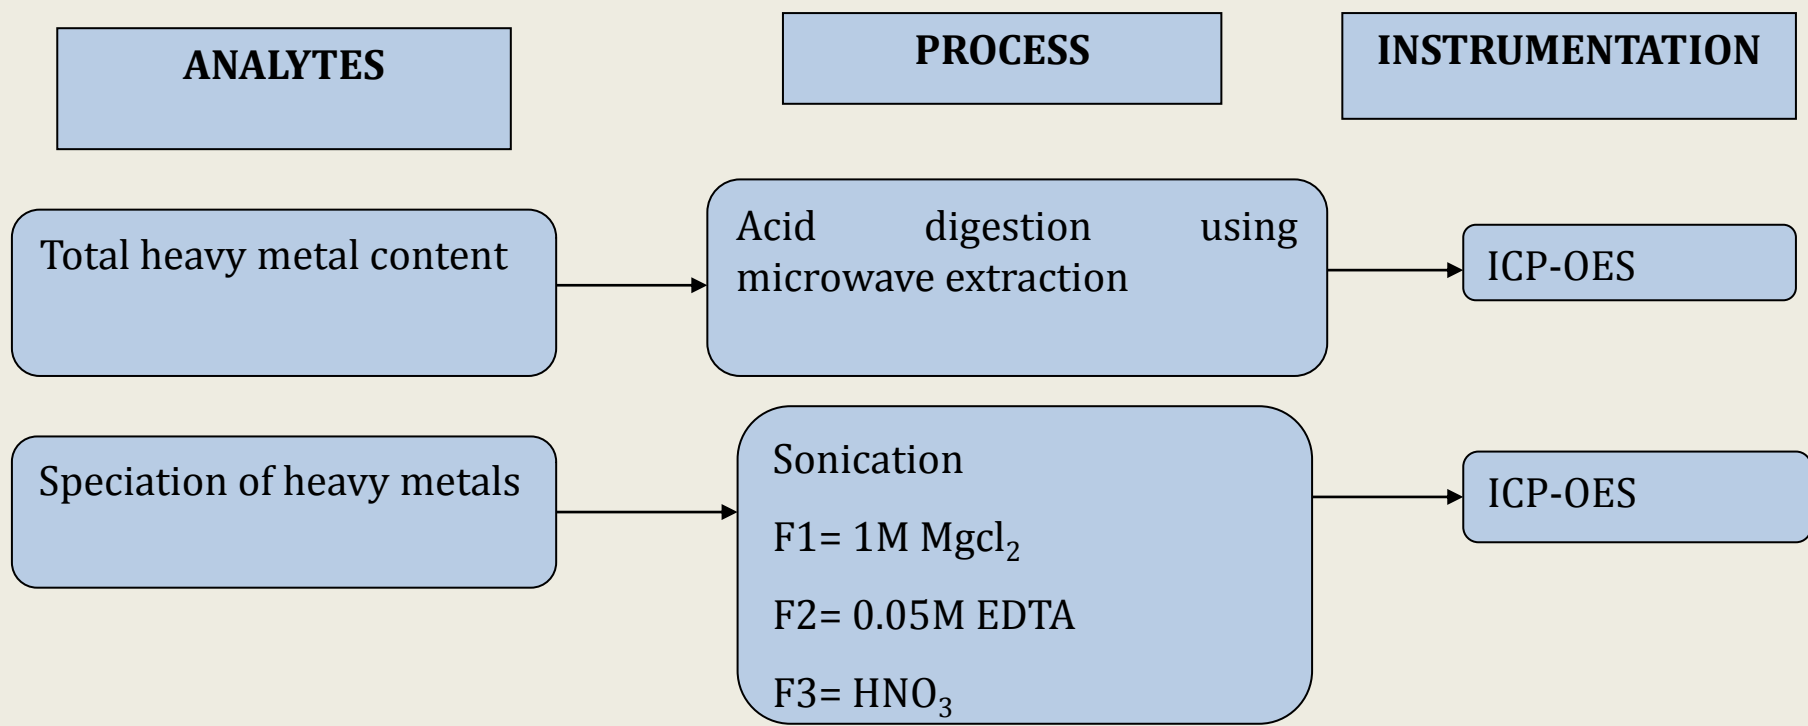 ANALYTES
PROCESS
INSTRUMENTATION
Total heavy metal content
Acid digestion using
microwave extraction
ICP-OES
Speciation of heavy metals
Sonication
F1= 1M Mgcl₂
F2= 0.05M EDTA
F3= HNO₃
ICP-OES